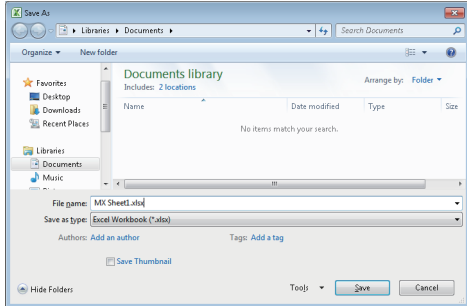 Save As
Libraries Documents
Search Documents
Organize New folder
Favorites
Desktop
Downloads
Recent Places
Libraries
Documents
Music
Documents library
Includes: 2 locations
Arrange by: Folder
Name Date modified Type Size
No items match your search.
File name: MX Sheet1.xlsx
Save as type: Excel Workbook (*.xlsx)
Authors: Add an author Tags: Add a tag
Save Thumbnail
Hide Folders
Tools Save Cancel